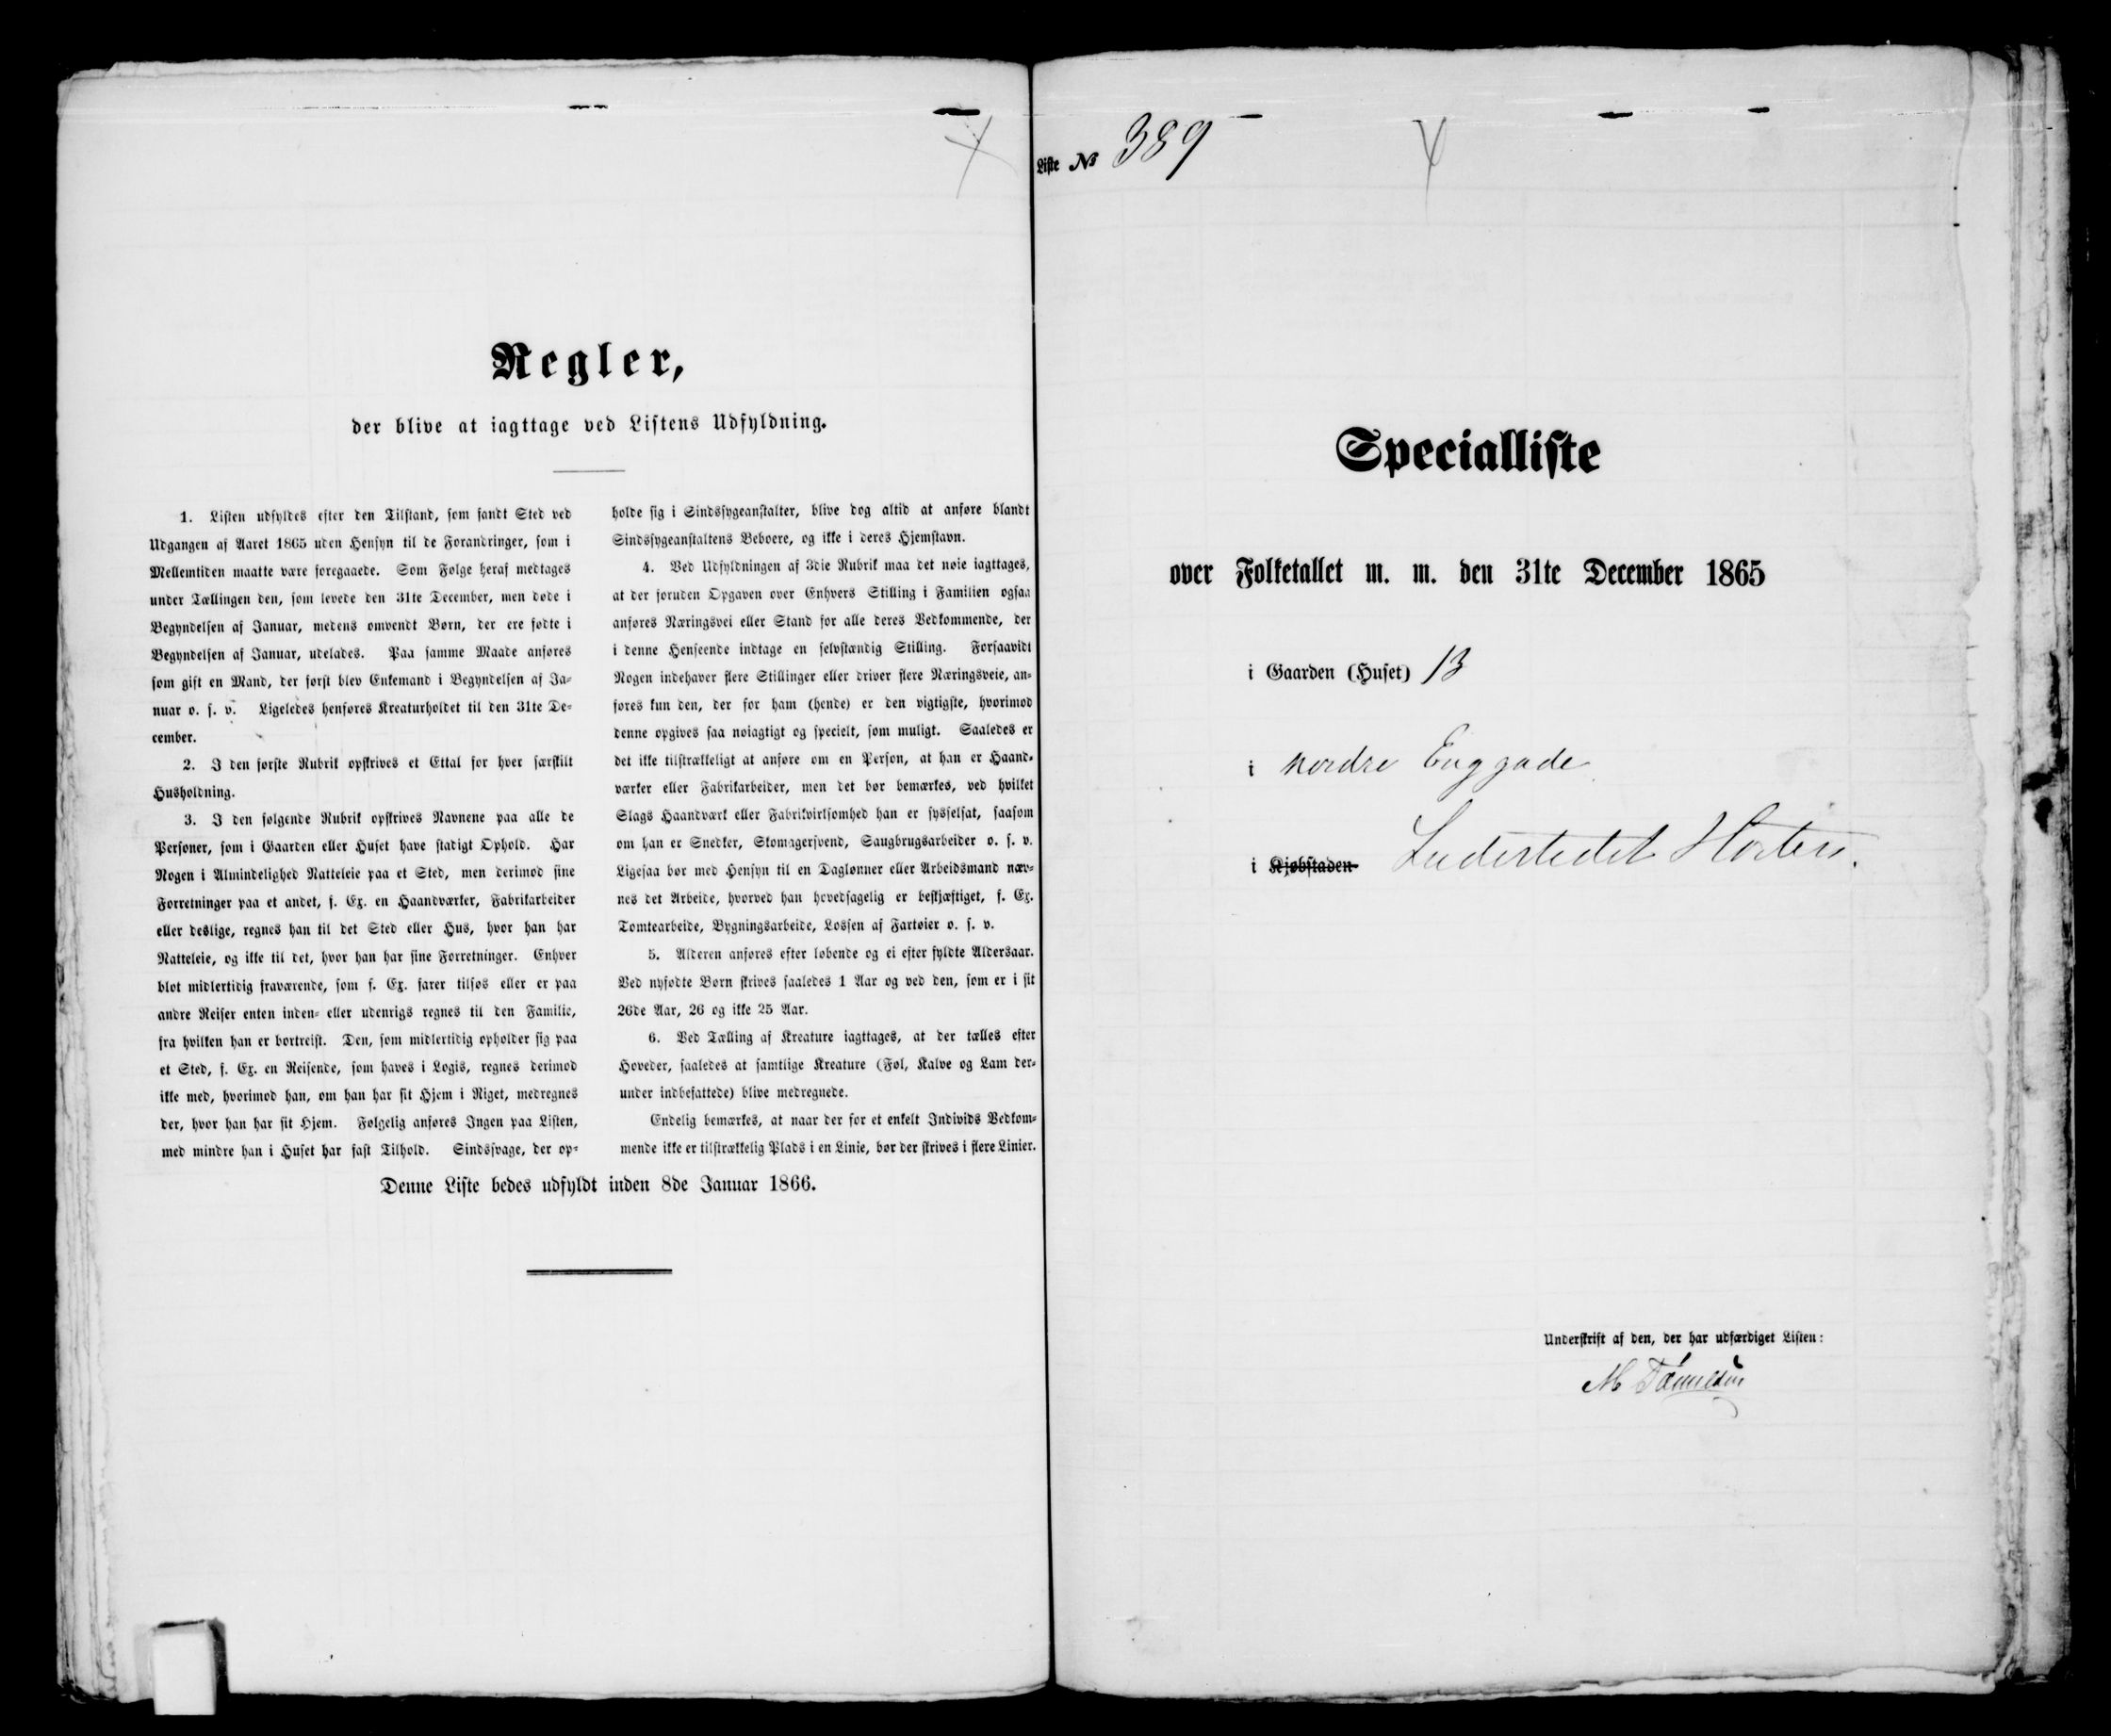 Regler,
der blive at iagttage ved Listens Udfyldning.
1. Listen udfyldes efter den Tilstand, som fandt Sted ved
Udgangen af Aaret 1865 uden Hensyn til de Forandringer, som i
Mellemtiden maatte være foregaaede. Som Følge heraf medtages
under Tællingen den, som levede den 31te December, men døde i
Begyndelsen af Januar, medens omvendt Børn, der ere fødte i
Begyndelsen af Januar, udelades. Paa samme Maade anføres
som gift en Mand, der først blev Enkemand i Begyndelsen af Ja-
nuar o. s. v. Ligeledes henføres Kreaturholdet til den 31te De-
cember.
2. I den første Rubrik opskrives et Ettal for hver særskilt
Husholdning.
3. I den følgende Rubrik opskrives Navnene paa alle de
Personer, som i Gaarden eller Huset have stadigt Ophold. Har
Nogen i Almindelighed Natteleie paa et Sted, men derimod sine
Forretninger paa et andet, f. Ex. en Haandværker, Fabrikarbeider
eller deslige, regnes han til det Sted eller Hus, hvor han har
Natteleie, og ikke til det, hvor han har sine Forretninger. Enhver
blot midlertidig fraværende, som f. Ex. farer tilsøs eller er paa
andre Reiser enten inden- eller udenrigs regnes til den Familie,
fra hvilken han er bortreist. Den, som midlertidig opholder sig paa
et Sted, f. Ex. en Reisende, som haves i Logis, regnes derimod
ikke med, hvorimod han, om han har sit Hjem i Riget, medregnes
der, hvor han har sit Hjem. Følgelig anføres Ingen paa Listen,
med mindre han i Huset har fast Tilhold. Sindssvage, der op-
holde sig i Sindssygeanstalter, blive dog altid at anføre blandt
Sindssygeanstaltens Beboere, og ikke i deres Hjemstavn.
4. Ved Udfyldningen af 3die Rubrik maa det nøie iagttages,
at der foruden Opgaven over Enhvers Stilling i Familien ogsaa
anføres Næringsvei eller Stand for alle deres Vedkommende, der
i denne Henseende indtage en selvstændig Stilling. Forsaavidt
Nogen indehaver flere Stillinger eller driver flere Næringsveie, an-
føres kun den, der for ham (hende) er den vigtigste, hvorimod
denne opgives saa nøiagtigt og specielt, som muligt. Saaledes er
det ikke tilstrækkeligt at anføre om en Person, at han er Haand-
værker eller Fabrikarbeider, men det bør bemærkes, ved hvilket
Slags Haandværk eller Fabrikvirksomhed han er sysselsat, saasom
om han er Snedker, Skomagersvend, Saugbrugsarbeider o. s. v.
Ligesaa bør med Hensyn til en Dagløner eller Arbeidsmand næv-
nes det Arbeide, hvorved han hovedsagelig er beskjæftiget, f. Ex.
Tomtearbeide, Bygningsarbeide, Lossen af Fartøier o. s. v.
5. Alderen anføres efter løbende og ei efter fyldte Aldersaar.
Ved nyfødte Børn skrives saaledes 1 Aar og ved den, som er i sit
26de Aar, 26 og ikke 25 Aar.
6. Ved Tælling af Kreature iagttages, at der tælles efter
Hoveder, saaledes at samtlige Kreature (Føl, Kalve og Lam der-
under indbefattede) blive medregnede.
Endelig bemærkes, at naar der for et enkelt Individs Vedkom-
mende ikke er tilstrækkelig Plads i en Linie, bør der skrives i flere Linier.
Denne Liste bedes udfyldt inden 8de Januar 1866.
Liste No 389
Specialliste
over Folketallet m. m. den 31te December 1865
i Gaarden (Huset) 13
i nordre Enggade
i Kjøbstaden Ladestedet Horten.
Underskrift af den, der har udfærdiget Listen:
M